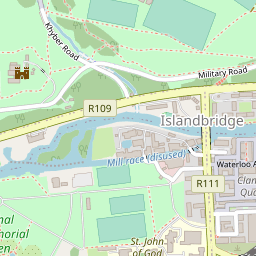 Khyber Road
Military Road
R109
Islandbridge
Mill race (disused)
Waterloo A
R111
Clan
Qu
nal
morial
en
St. John
of God